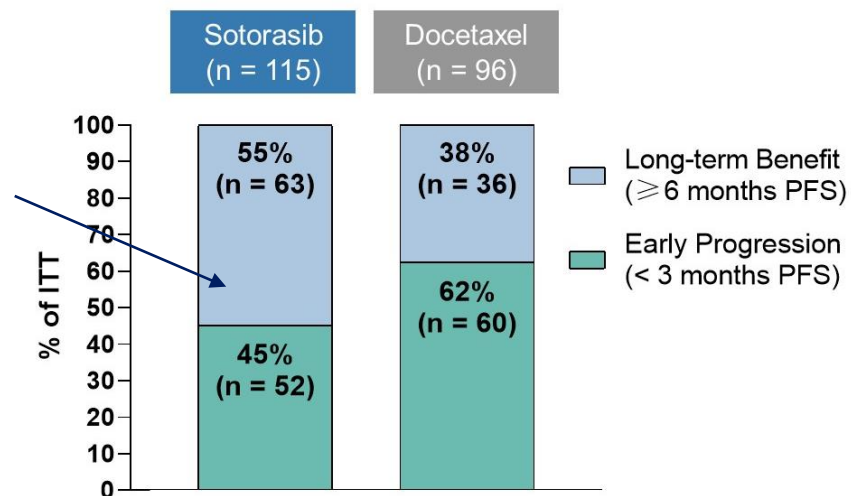 Sotorasib
(n = 115)
Docetaxel
(n = 96)
% of ITT
100
90
80
70
60
50
40
30
20
10
0
55%
(n = 63)
45%
(n = 52)
38%
(n = 36)
62%
(n = 60)
Long-term Benefit
(⩾6 months PFS)
Early Progression
(< 3 months PFS)